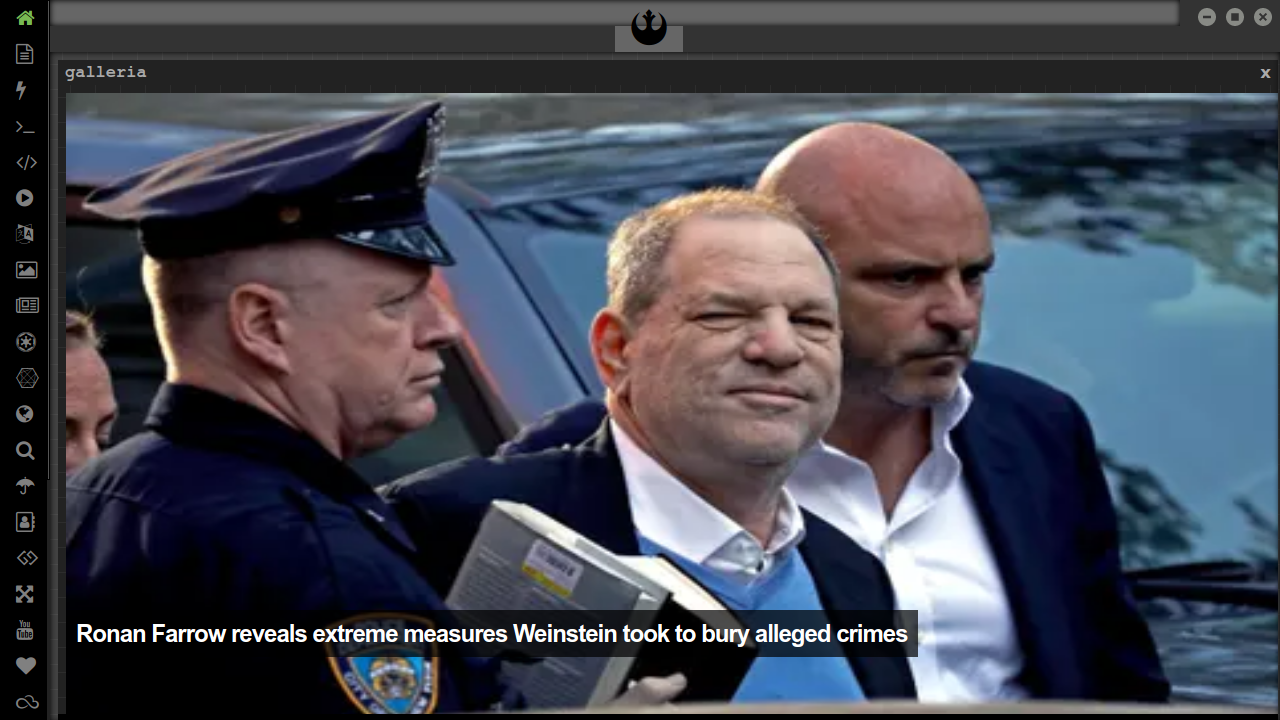 galleria
x
Ronan Farrow reveals extreme measures Weinstein took to bury alleged crimes
You
Tube